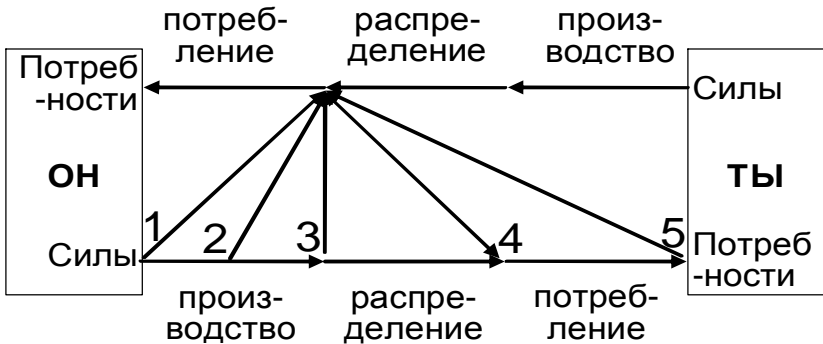 потреб-
ление
распре-
деление
произ-
водство
Потреб
-ности
Силы
ОН
ТЫ
1 2 3 4 5
Силы
Потреб
-ности
произ-
водство
распре-
деление
потреб-
ление